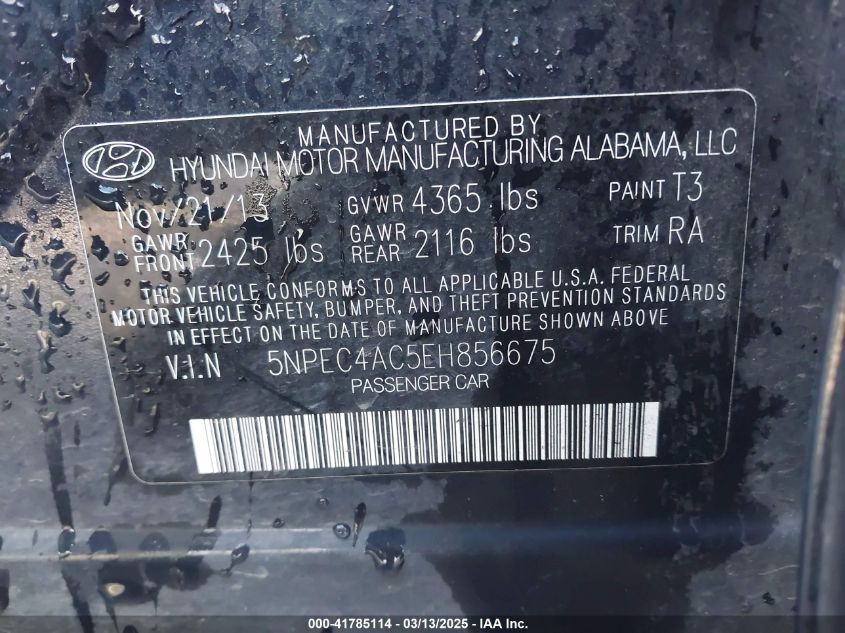 MANUFACTURED BY
HYUNDAI MOTOR MANUFACTURING ALABAMA, LLC
Nov/21/13 GVWR 4365 lbs PAINT T3
GAWR FRONT 2425 lbs GAWR REAR 2116 lbs TRIM RA
THIS VEHICLE CONFORMS TO ALL APPLICABLE U.S.A. FEDERAL
MOTOR VEHICLE SAFETY, BUMPER, AND THEFT PREVENTION STANDARDS
IN EFFECT ON THE DATE OF MANUFACTURE SHOWN ABOVE
V.I.N 5NPEC4AC5EH856675
PASSENGER CAR
000-41785114 - 03/13/2025 - IAA Inc.